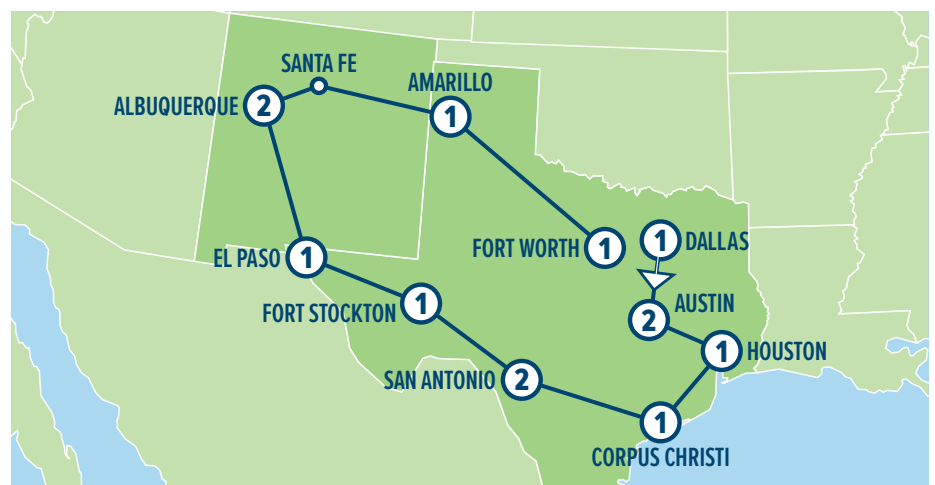 SANTA FE
AMARILLO
ALBUQUERQUE
2
1
FORT WORTH
1
1
DALLAS
EL PASO
1
FORT STOCKTON
1
AUSTIN
2
1
HOUSTON
SAN ANTONIO
2
1
CORPUS CHRISTI